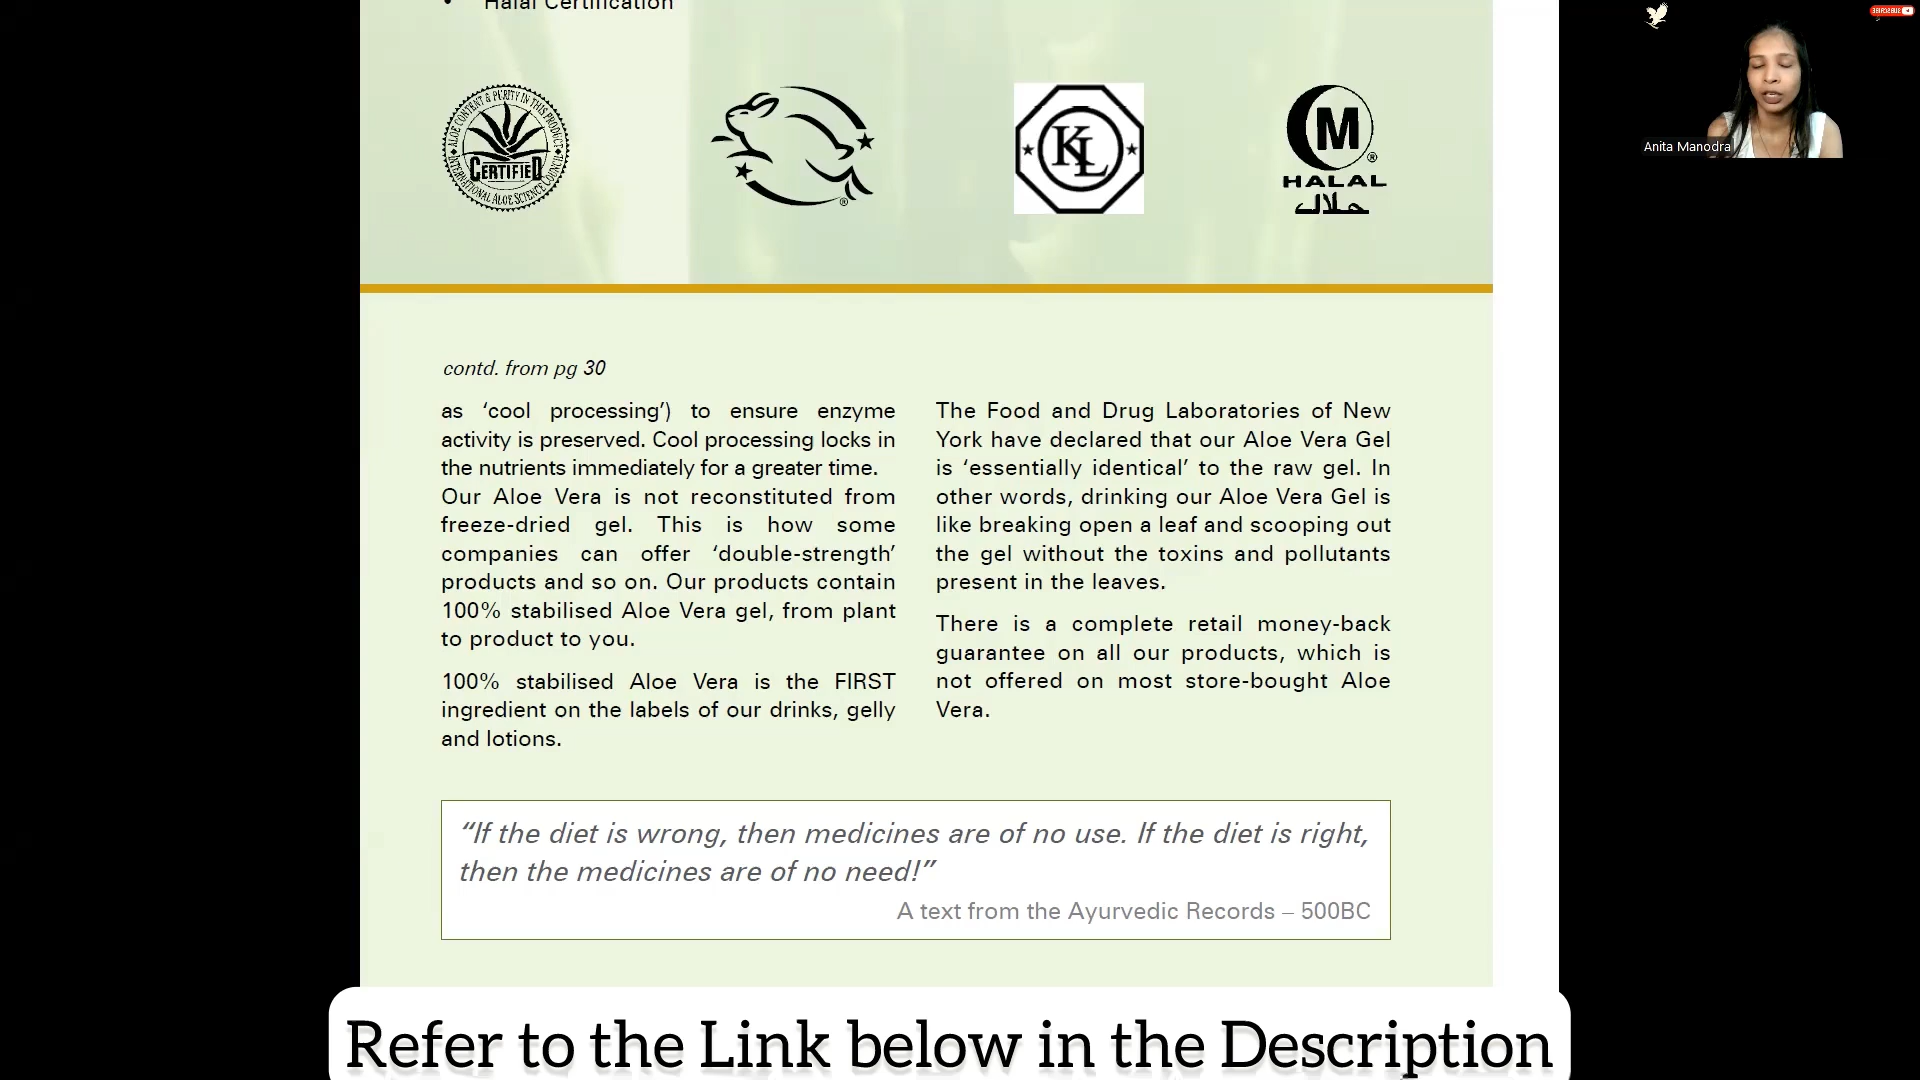 • Halal Certification
ALOE CONTENT & PURITY IN THIS PRODUCT
CERTIFIED
INTERNATIONAL ALOE SCIENCE COUNCIL
®
KL
M
®
HALAL
حلال
Anita Manodra
contd. from pg 30
as ‘cool processing’) to ensure enzyme
activity is preserved. Cool processing locks in
the nutrients immediately for a greater time.
Our Aloe Vera is not reconstituted from
freeze-dried gel. This is how some
companies can offer ‘double-strength’
products and so on. Our products contain
100% stabilised Aloe Vera gel, from plant
to product to you.
100% stabilised Aloe Vera is the FIRST
ingredient on the labels of our drinks, gelly
and lotions.
The Food and Drug Laboratories of New
York have declared that our Aloe Vera Gel
is ‘essentially identical’ to the raw gel. In
other words, drinking our Aloe Vera Gel is
like breaking open a leaf and scooping out
the gel without the toxins and pollutants
present in the leaves.
There is a complete retail money-back
guarantee on all our products, which is
not offered on most store-bought Aloe
Vera.
“If the diet is wrong, then medicines are of no use. If the diet is right,
then the medicines are of no need!”
A text from the Ayurvedic Records – 500BC
Refer to the Link below in the Description